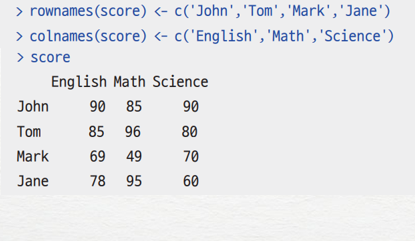 > rownames(score) <- c('John','Tom','Mark','Jane')
> colnames(score) <- c('English','Math','Science')
> score
     English Math Science
John      90   85      90
Tom       85   96      80
Mark      69   49      70
Jane      78   95      60